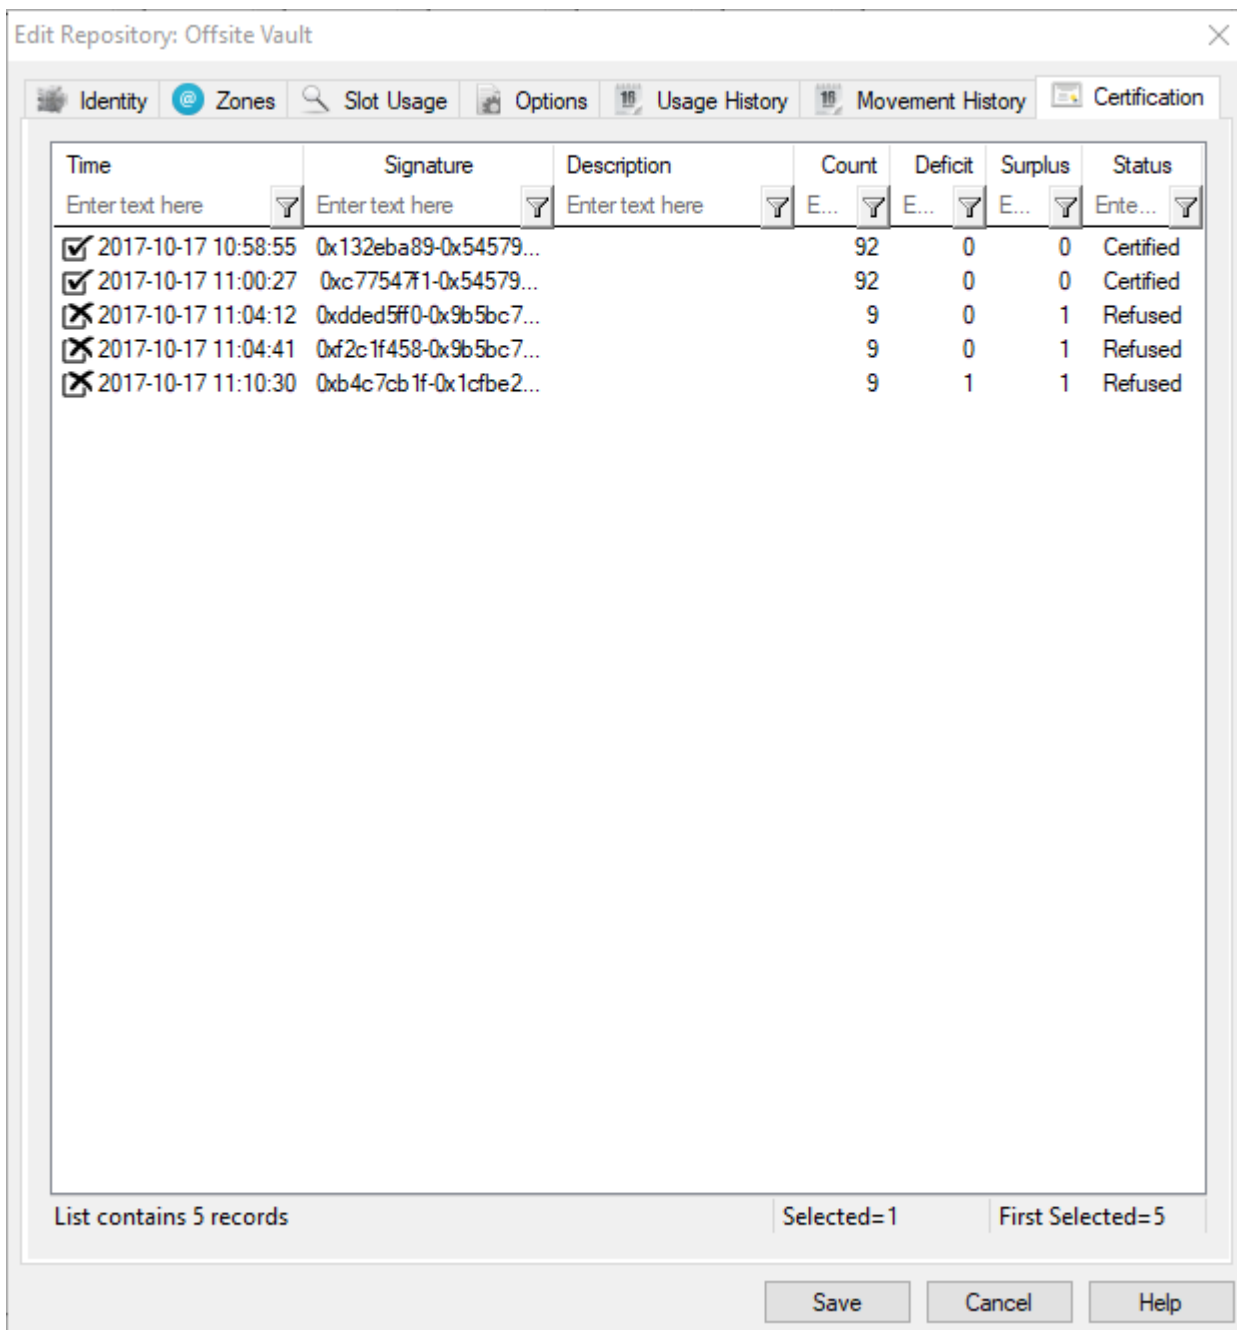 Edit Repository: Offsite Vault
Identity Zones Slot Usage Options 16 Usage History 16 Movement History Certification
Time Signature Description Count Deficit Surplus Status
Enter text here Enter text here Enter text here E... E... E... Ente...
2017-10-17 10:58:55 0x132eba89-0x54579... 92 0 0 Certified
2017-10-17 11:00:27 0xc77547f1-0x54579... 92 0 0 Certified
2017-10-17 11:04:12 0xdded5ff0-0x9b5bc7... 9 0 1 Refused
2017-10-17 11:04:41 0xf2c1f458-0x9b5bc7... 9 0 1 Refused
2017-10-17 11:10:30 0xb4c7cb1f-0x1cfbe2... 9 1 1 Refused
List contains 5 records Selected=1 First Selected=5
Save Cancel Help